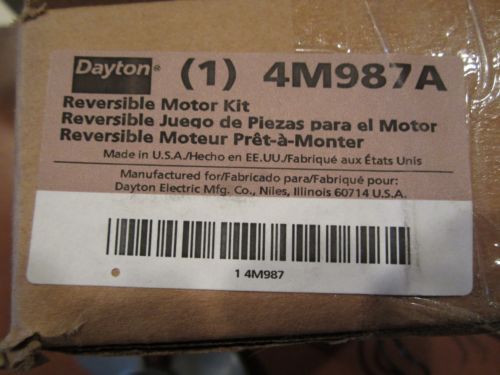 Dayton® (1) 4M987A
Reversible Motor Kit
Reversible Juego de Piezas para el Motor
Reversible Moteur Prêt-à-Monter
Made in U.S.A./Hecho en EE.UU./Fabriqué aux États Unis
Manufactured for/Fabricado para/Fabriqué pour:
Dayton Electric Mfg. Co., Niles, Illinois 60714 U.S.A.
1 4M987